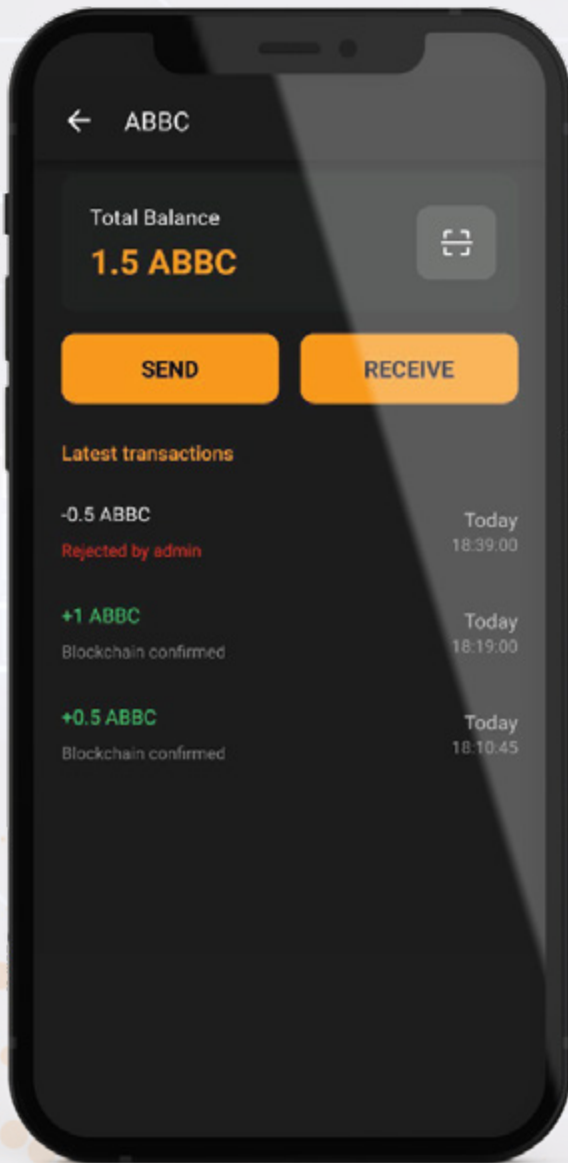 ABBC
Total Balance
1.5 ABBC
SEND
RECEIVE
Latest transactions
-0.5 ABBC
Today
Rejected by admin
18:39:00
+1 ABBC
Today
Blockchain confirmed
18:19:00
+0.5 ABBC
Today
Blockchain confirmed
18:10:45